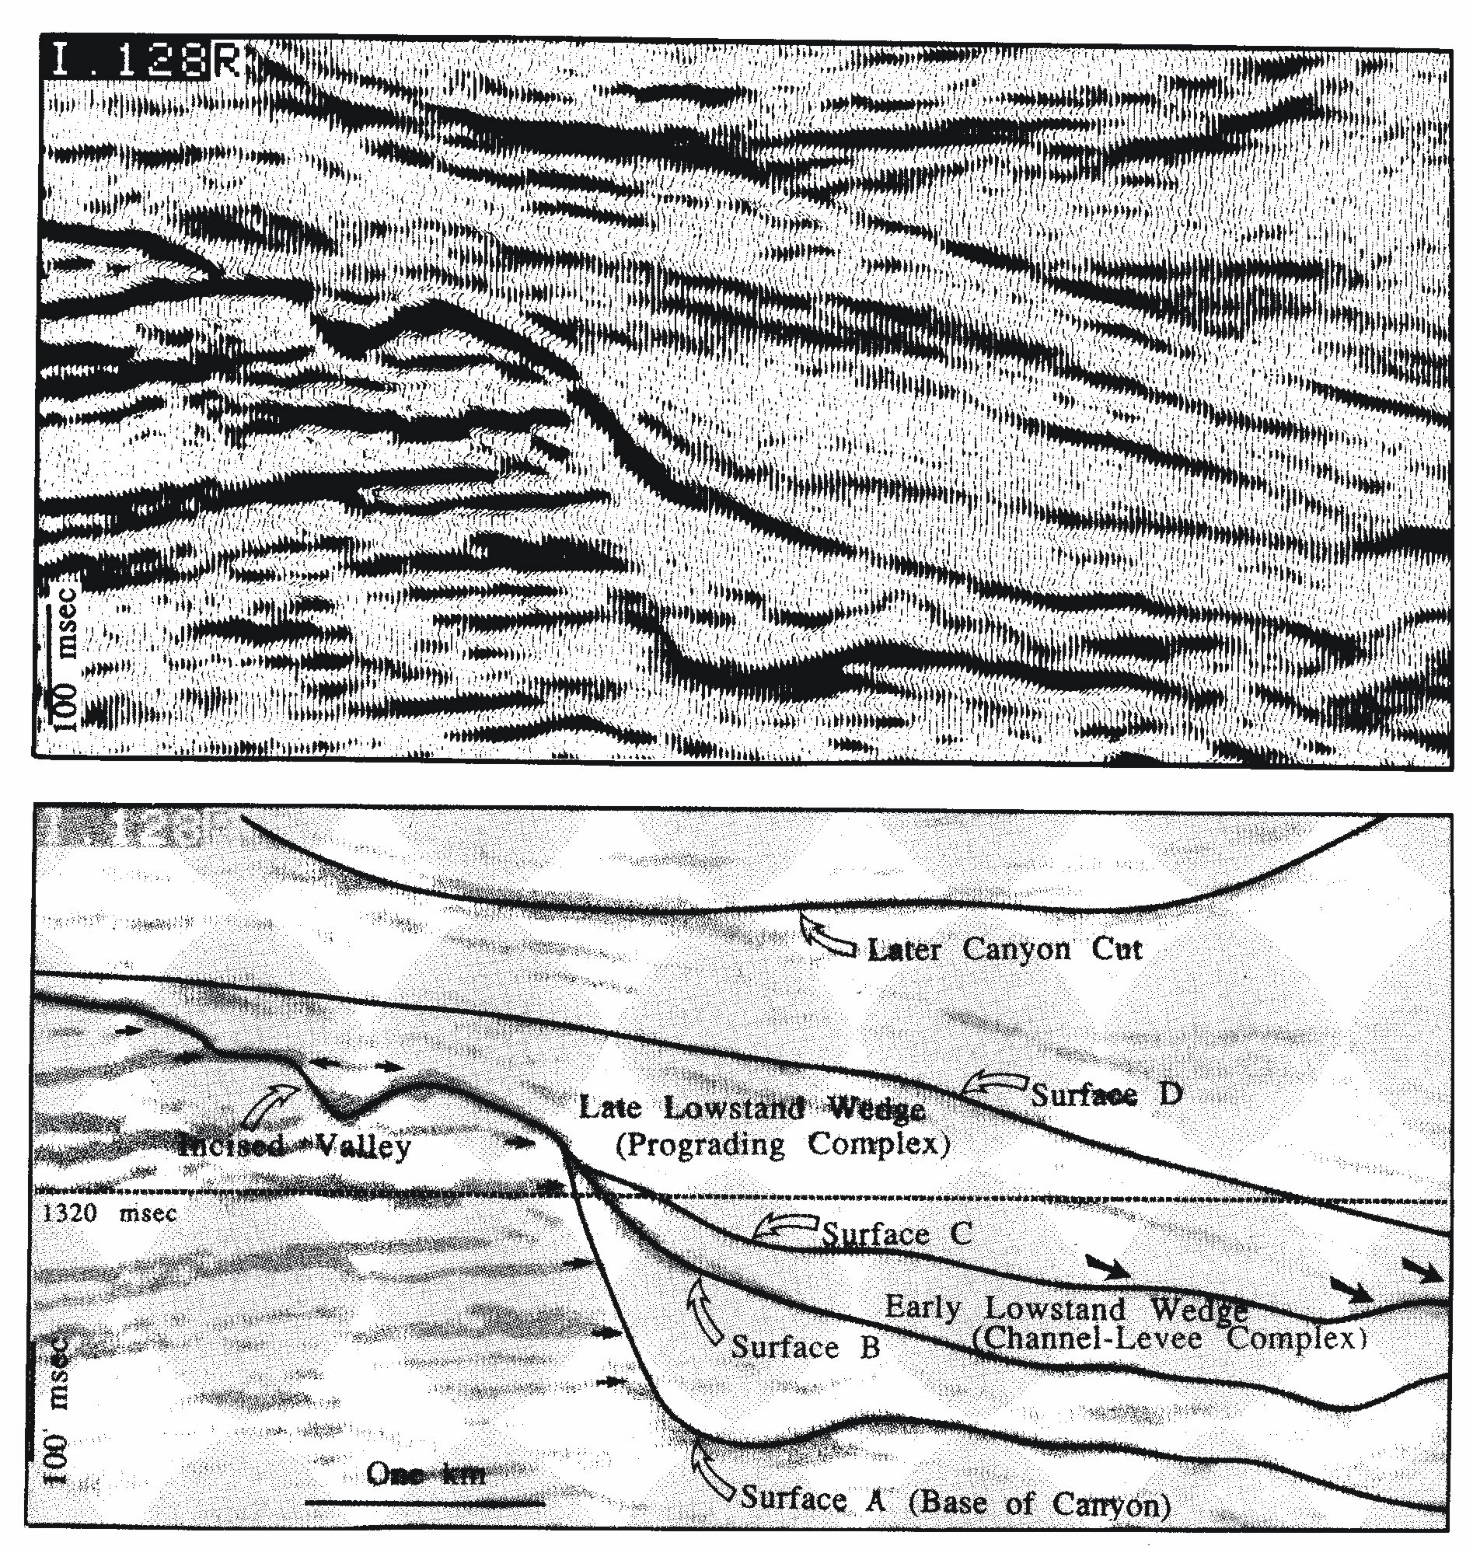 I.128R
100 msec
I.128R
Later Canyon Cut
Surface D
Late Lowstand Wedge
(Prograding Complex)
Incised Valley
1320 msec
Surface C
Early Lowstand Wedge
(Channel-Levee Complex)
Surface B
100 msec
One km
Surface A (Base of Canyon)